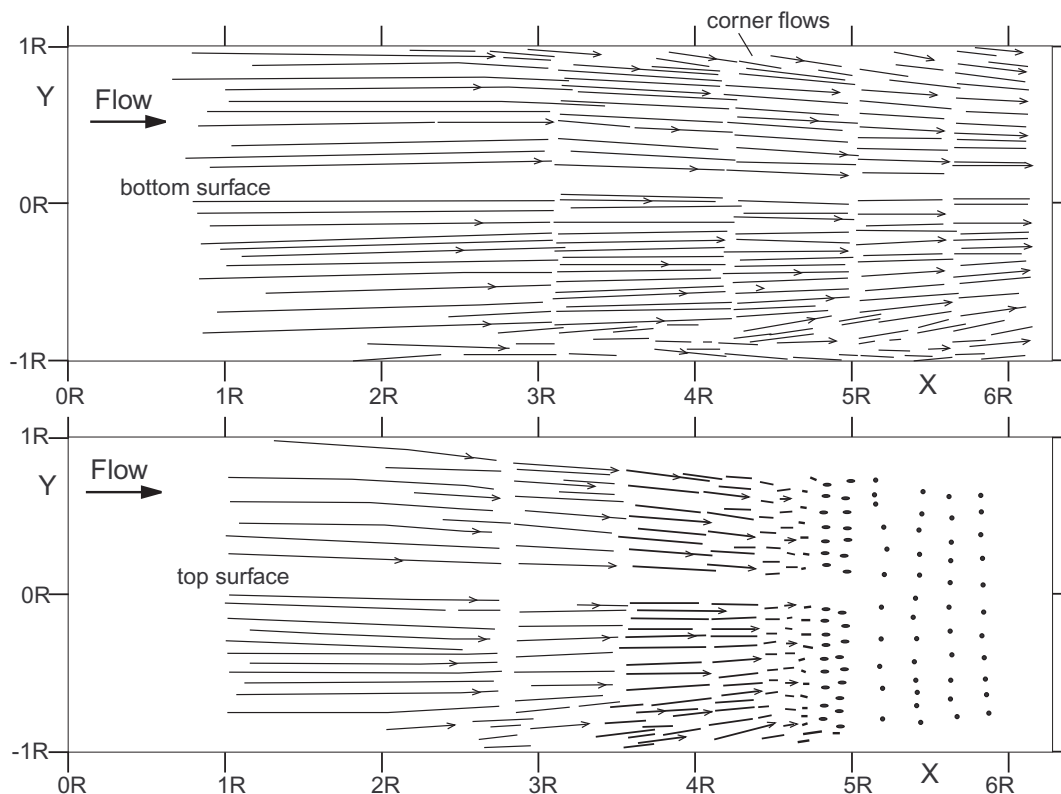 corner flows
1R
Y
Flow
bottom surface
0R
-1R
0R 1R 2R 3R 4R 5R X 6R
1R
Y
Flow
top surface
0R
-1R
0R 1R 2R 3R 4R 5R X 6R